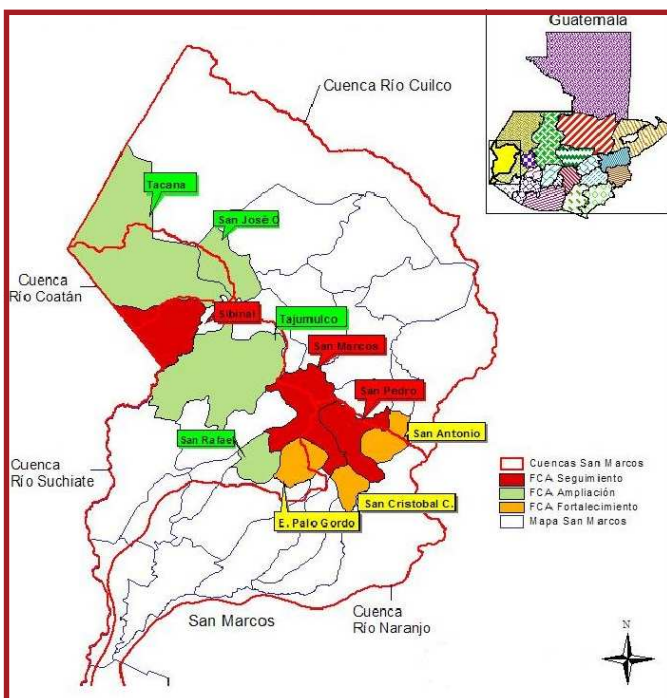 Guatemala
Cuenca Río Cuilco
Tacana
San José O
Cuenca
Río Coatán
Sibinal
Tajumulco
San Marcos
San Pedro
San Antonio
San Rafael
Cuenca
Río Suchiate
San Cristobal C.
E. Palo Gordo
Cuencas San Marcos
FCA Seguimiento
FCA Ampliación
FCA Fortalecimiento
Mapa San Marcos
San Marcos
Cuenca
Río Naranjo
N